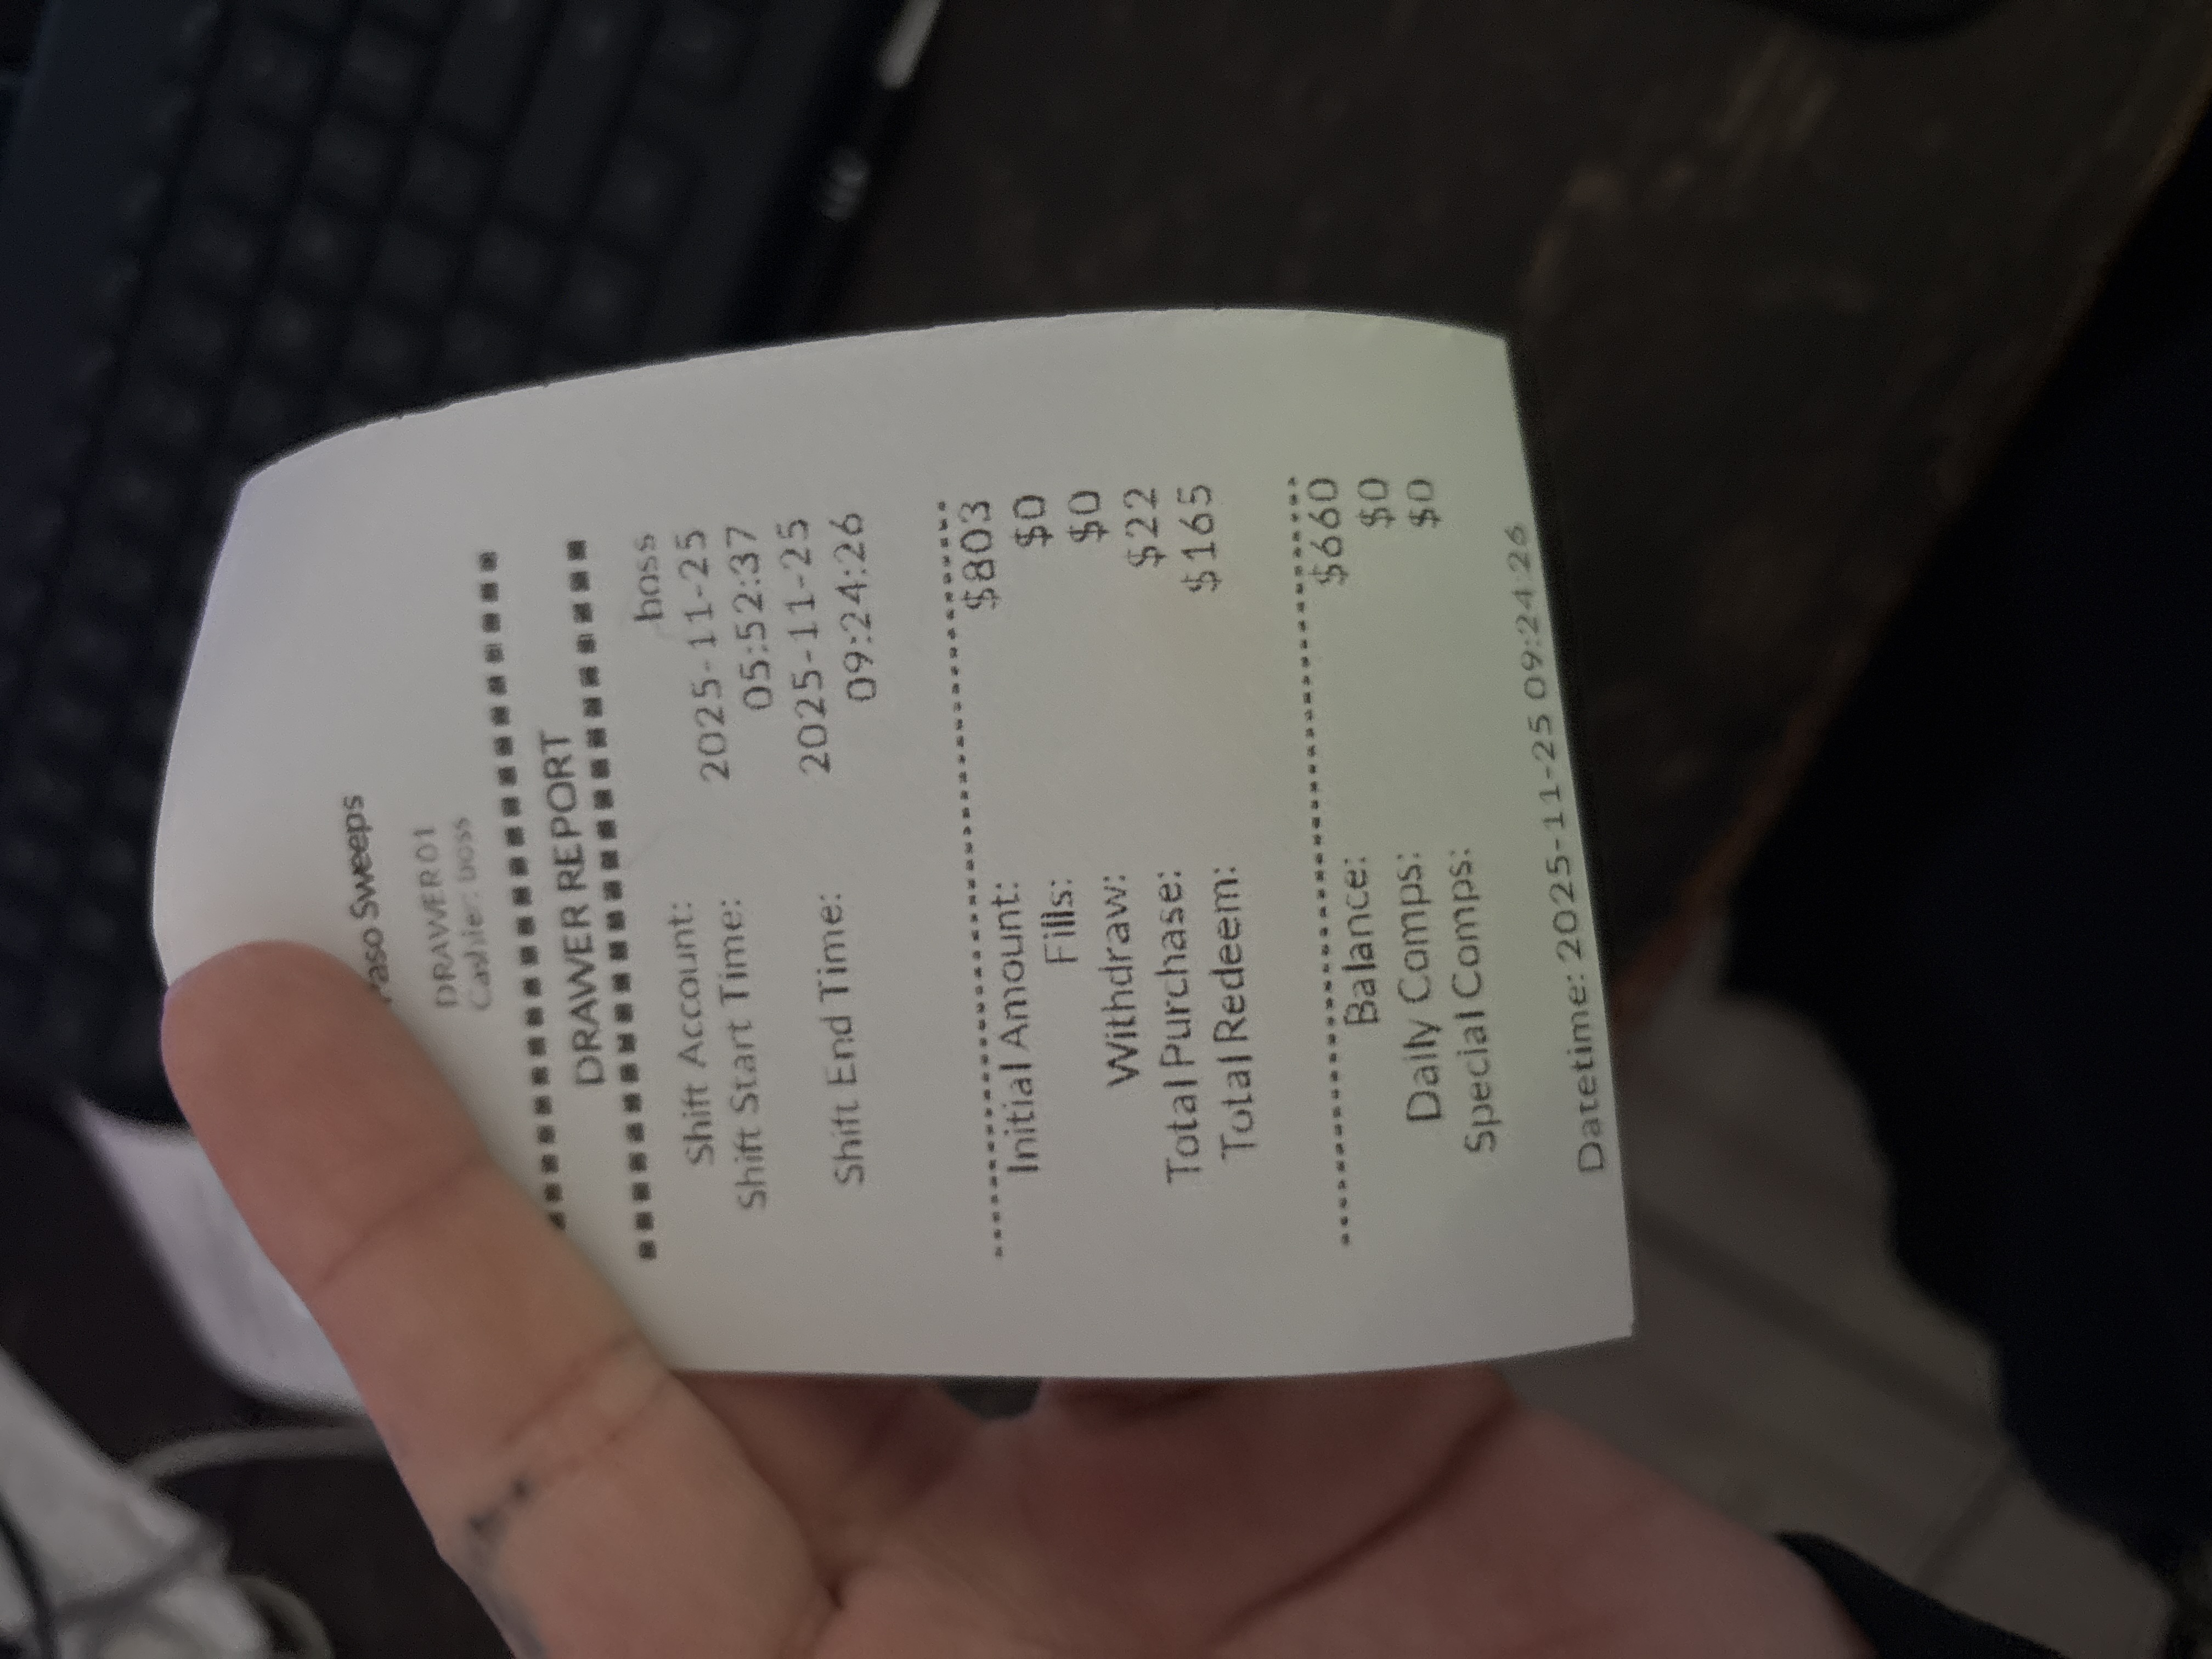 Paso Sweeps
DRAWER01
Cashier: boss
DRAWER REPORT
Shift Account: boss
Shift Start Time: 2025-11-25
05:52:37
Shift End Time: 2025-11-25
09:24:26
Initial Amount: $803
Fills: $0
Withdraw: $0
Total Purchase: $22
Total Redeem: $165
Balance: $660
Daily Comps: $0
Special Comps: $0
Datetime: 2025-11-25 09:24:26